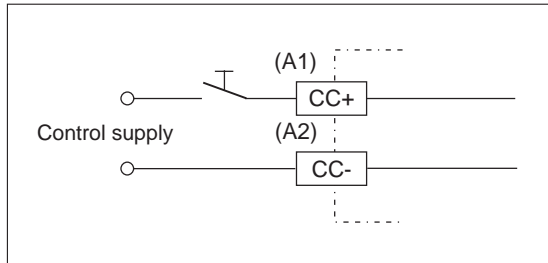 (A1)
CC+
Control supply
(A2)
CC-